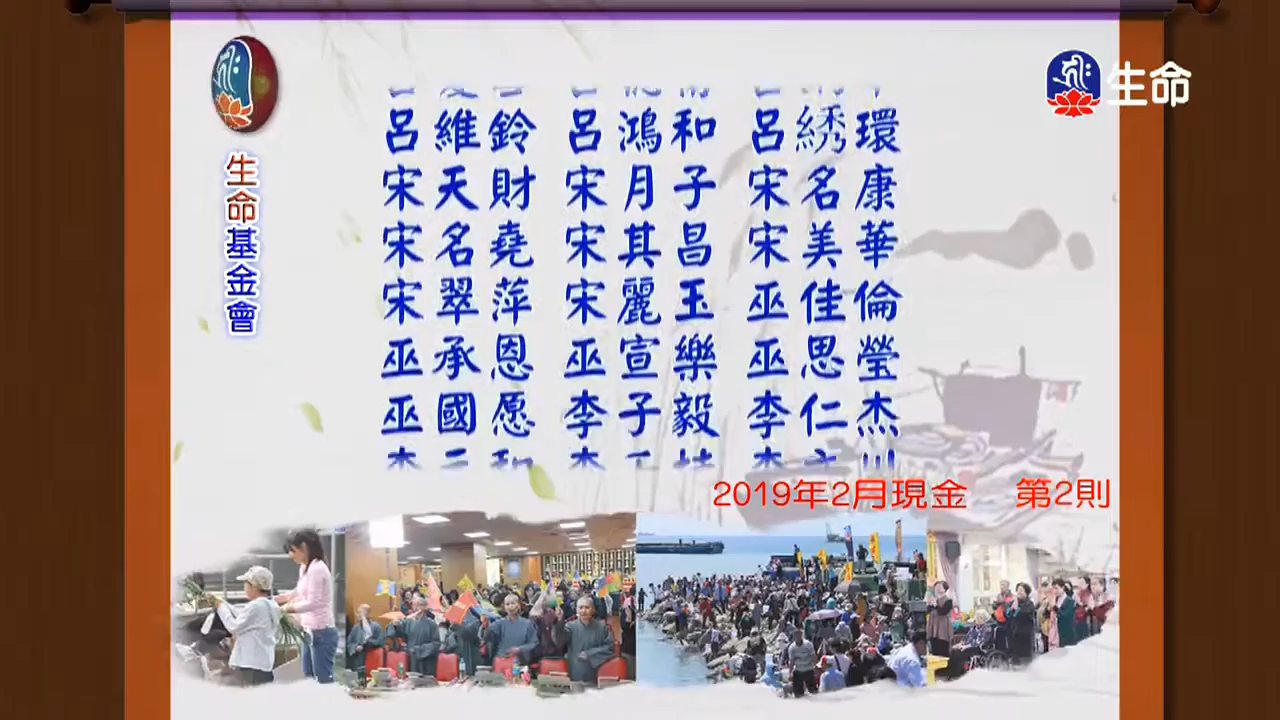 生命
生命基金會
呂維鈴 呂鴻和 呂綉環
宋天財 宋月子 宋名康
宋名堯 宋其昌 宋美華
宋翠萍 宋麗玉 巫佳倫
巫承恩 巫宣樂 巫思瑩
巫國愿 李子毅 李仁杰
2019年2月現金 第2則